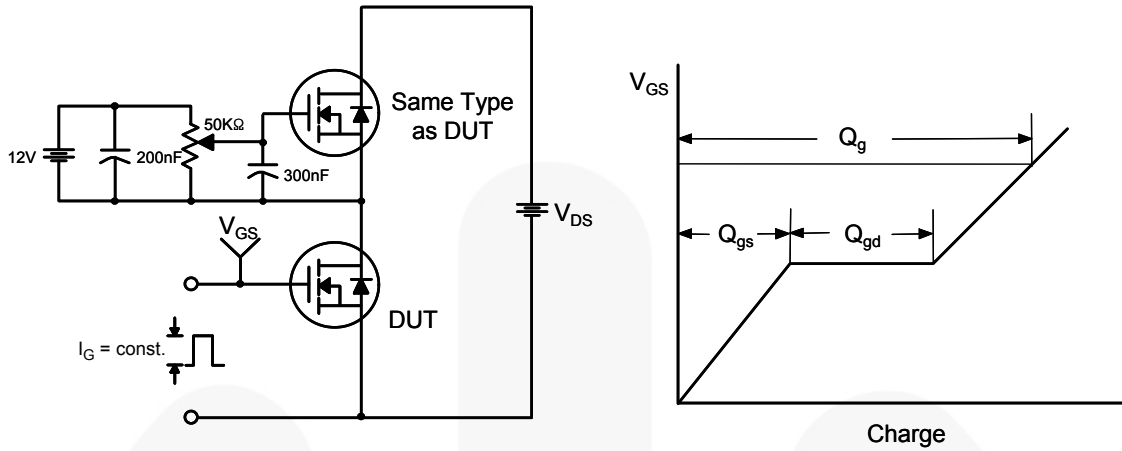 Same Type
as DUT
50KΩ
12V
200nF
300nF
V_GS
V_DS
DUT
I_G = const.
V_GS
Q_g
Q_gs
Q_gd
Charge